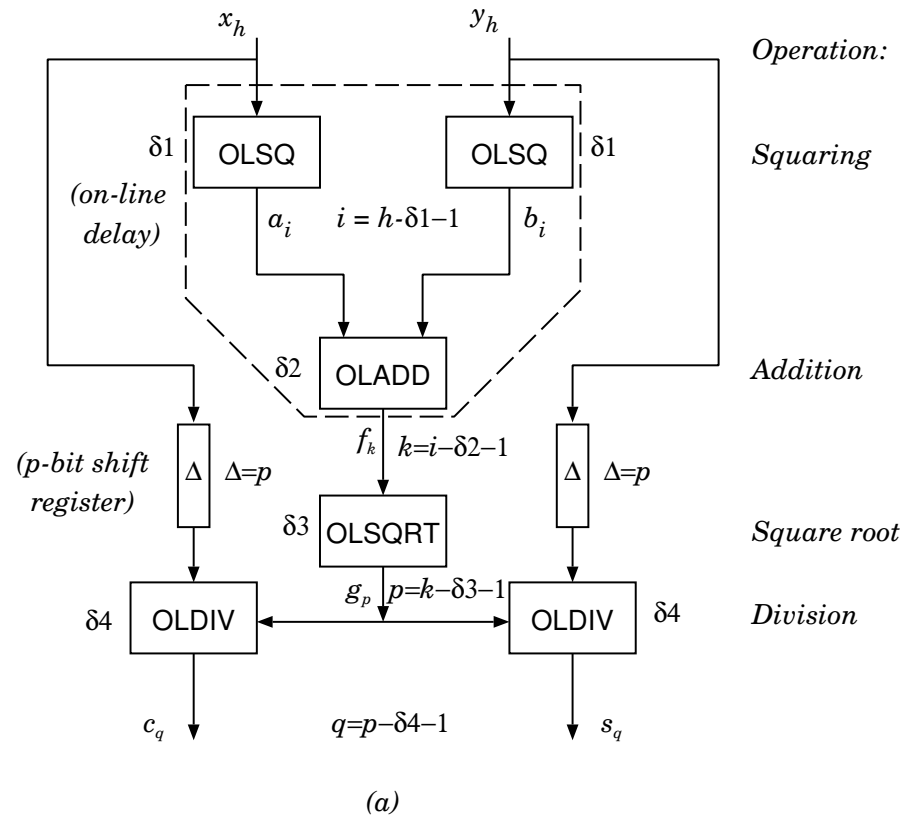 x_h
y_h
Operation:
δ1
OLSQ
OLSQ
δ1
Squaring
(on-line
delay)
a_i
i = h-δ1−1
b_i
δ2
OLADD
Addition
f_k
k=i−δ2−1
(p-bit shift
register)
Δ
Δ=p
Δ
Δ=p
δ3
OLSQRT
Square root
g_p
p=k−δ3−1
δ4
OLDIV
OLDIV
δ4
Division
c_q
q=p−δ4−1
s_q
(a)